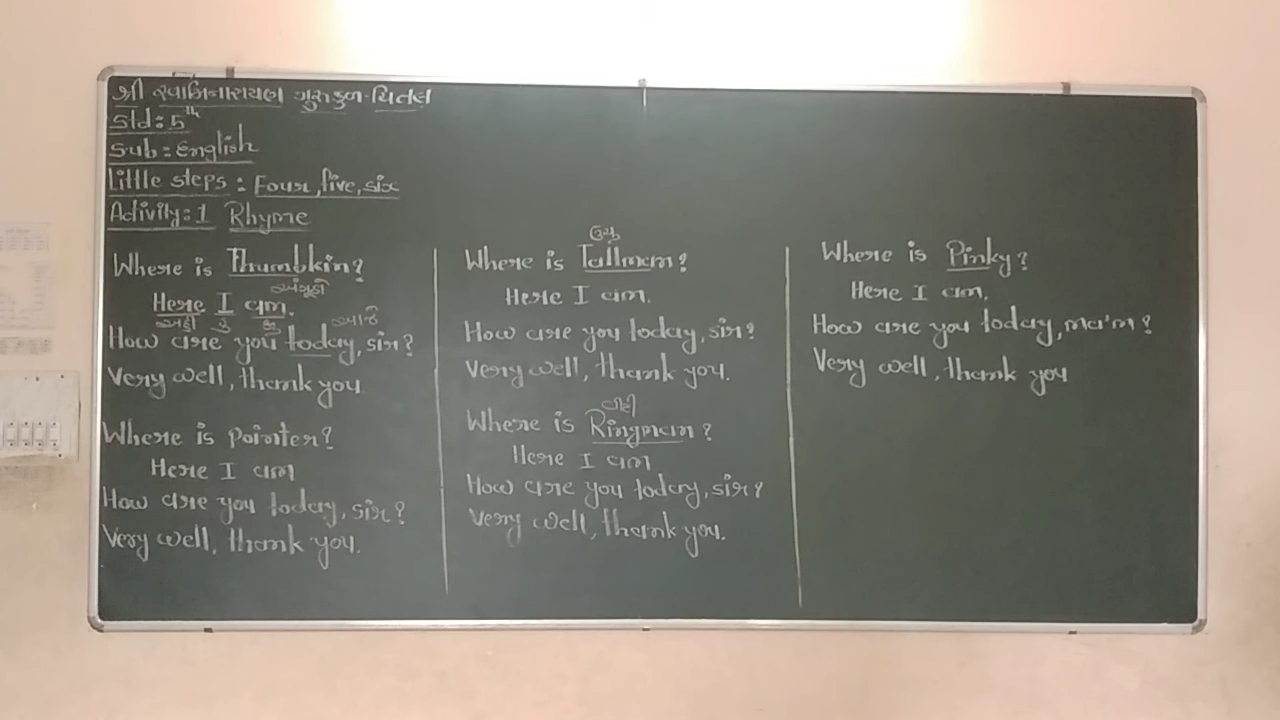 શ્રી સ્વામિનારાયણ ગુરુકુળ-ચિતલ
Std:5th
Sub:English
Little steps: Four, five, six
Activity:1 Rhyme
Where is Thumbkin?
અંગૂઠો
Here I am.
અહીં હું છું
આજે
How are you today, sir?
Very well, thank you.
Where is Pointer?
Here I am
How are you today, sir?
Very well, thank you.
Where is Tallman?
Here I am.
How are you today, sir?
Very well, thank you.
Where is Ringman?
Here I am
How are you today, sir?
Very well, thank you.
Where is Pinky?
Here I am.
How are you today, ma'm?
Very well, thank you